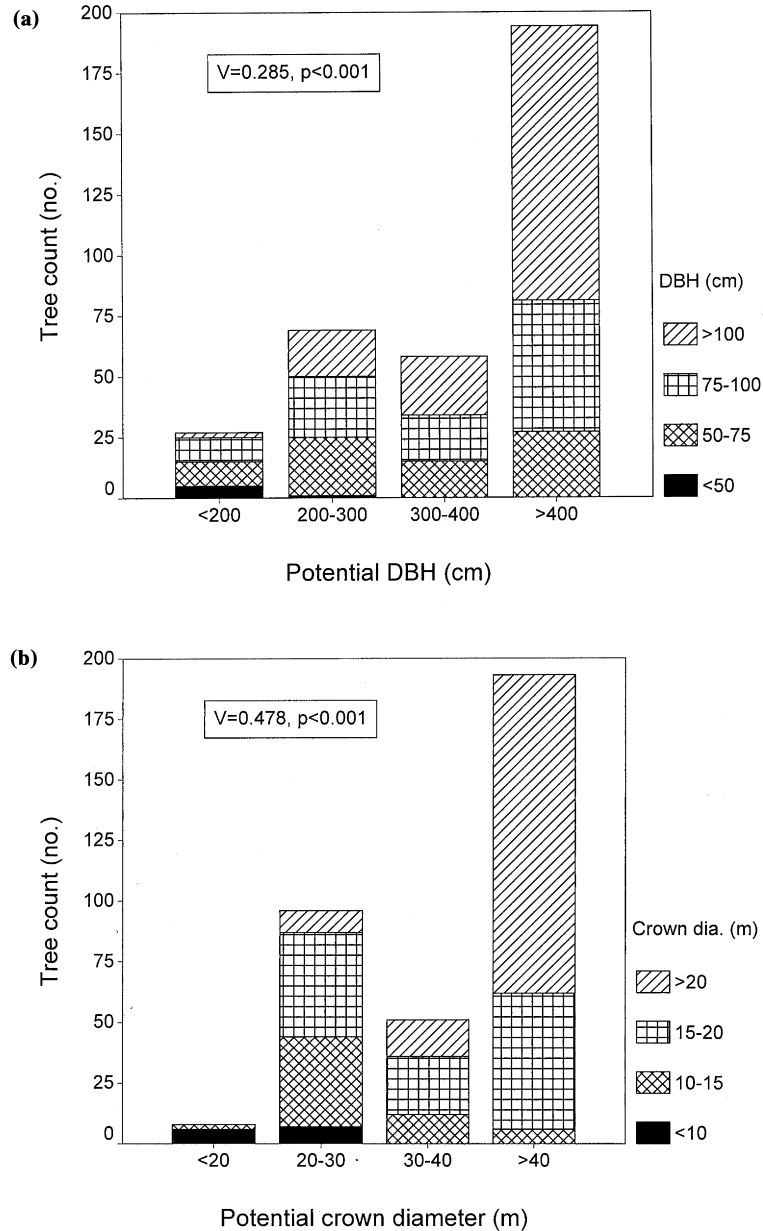 (a)
200
175
150
125
100
75
50
25
0
Tree count (no.)
V=0.285, p<0.001
<200 200-300 300-400 >400
Potential DBH (cm)
DBH (cm)
>100
75-100
50-75
<50
(b)
200
175
150
125
100
75
50
25
0
Tree count (no.)
V=0.478, p<0.001
<20 20-30 30-40 >40
Potential crown diameter (m)
Crown dia. (m)
>20
15-20
10-15
<10